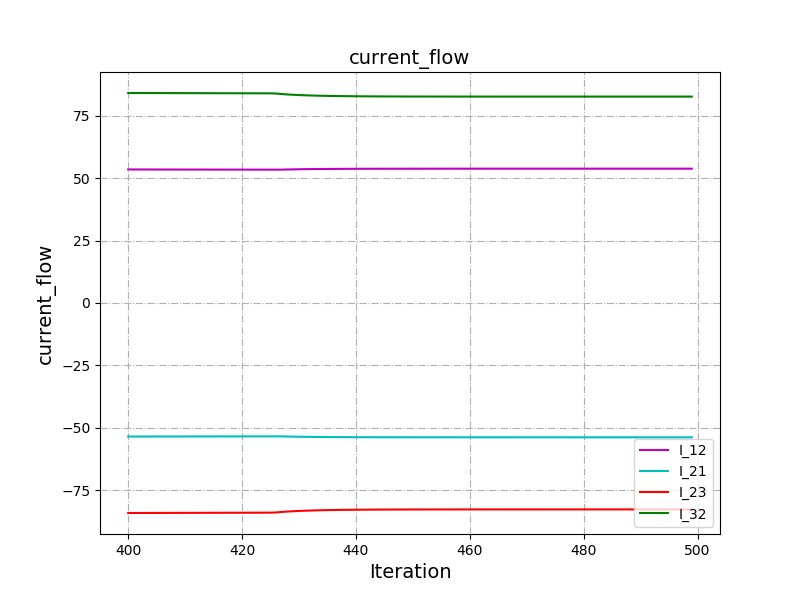 current_flow
current_flow
75
50
25
0
−25
−50
−75
400
420
440
460
480
500
Iteration
I_12
I_21
I_23
I_32